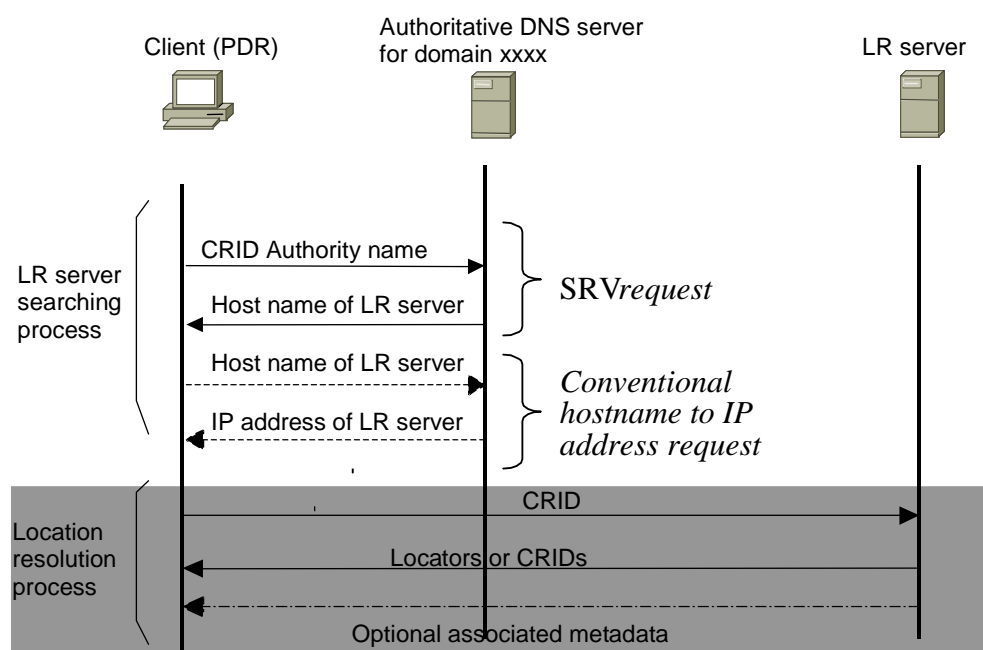 Client (PDR)
Authoritative DNS server
for domain xxxx
LR server
LR server
searching
process
CRID Authority name
Host name of LR server
SRVrequest
Host name of LR server
IP address of LR server
Conventional
hostname to IP
address request
Location
resolution
process
CRID
Locators or CRIDs
Optional associated metadata